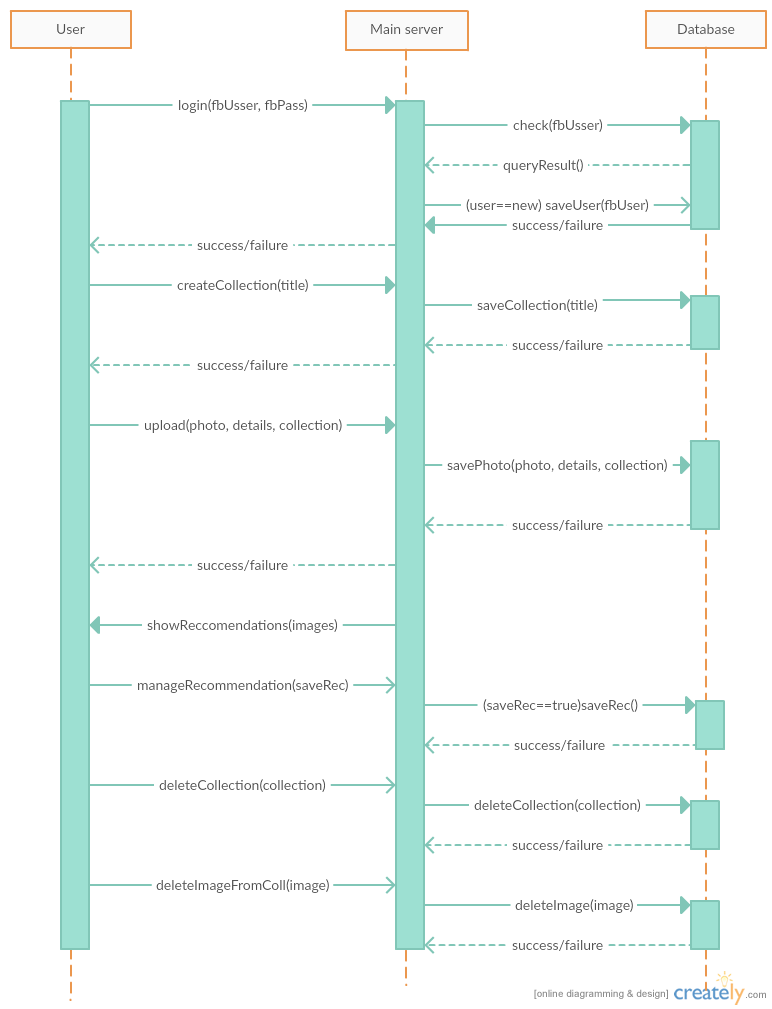 User
Main server
Database
login(fbUsser, fbPass)
check(fbUsser)
queryResult()
(user==new) saveUser(fbUser)
success/failure
success/failure
createCollection(title)
saveCollection(title)
success/failure
success/failure
upload(photo, details, collection)
savePhoto(photo, details, collection)
success/failure
success/failure
showReccomendations(images)
manageRecommendation(saveRec)
(saveRec==true)saveRec()
success/failure
deleteCollection(collection)
deleteCollection(collection)
success/failure
deleteImageFromColl(image)
deleteImage(image)
success/failure
[online diagramming & design] creately.com